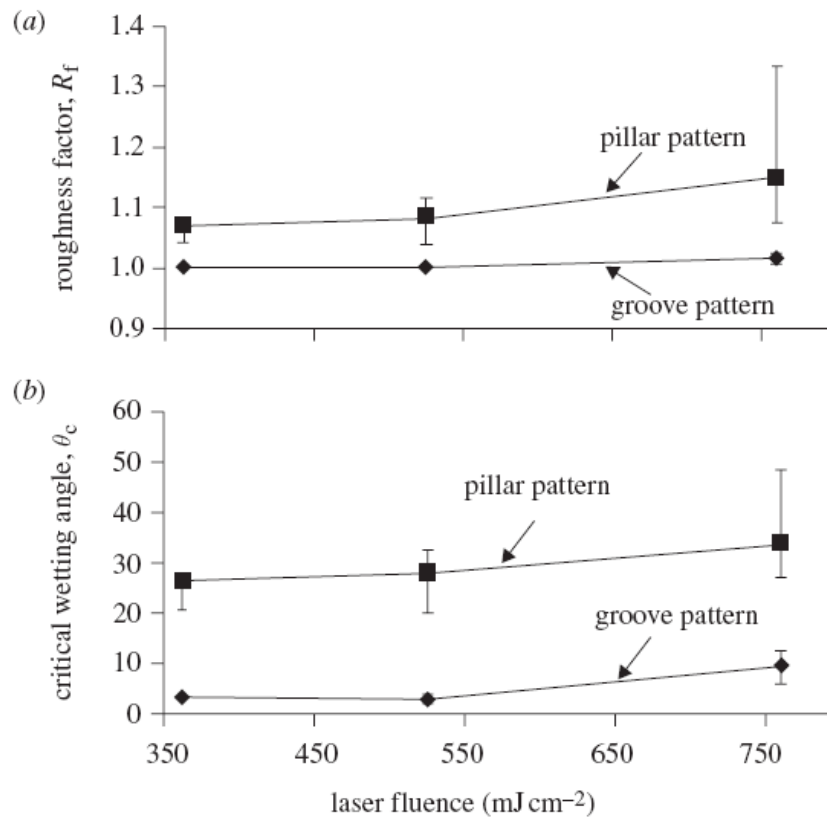 (a)
1.4
1.3
1.2
1.1
1.0
0.9
roughness factor, Rf
pillar pattern
groove pattern
(b)
60
50
40
30
20
10
0
critical wetting angle, θc
pillar pattern
groove pattern
350 450 550 650 750
laser fluence (mJ cm−2)